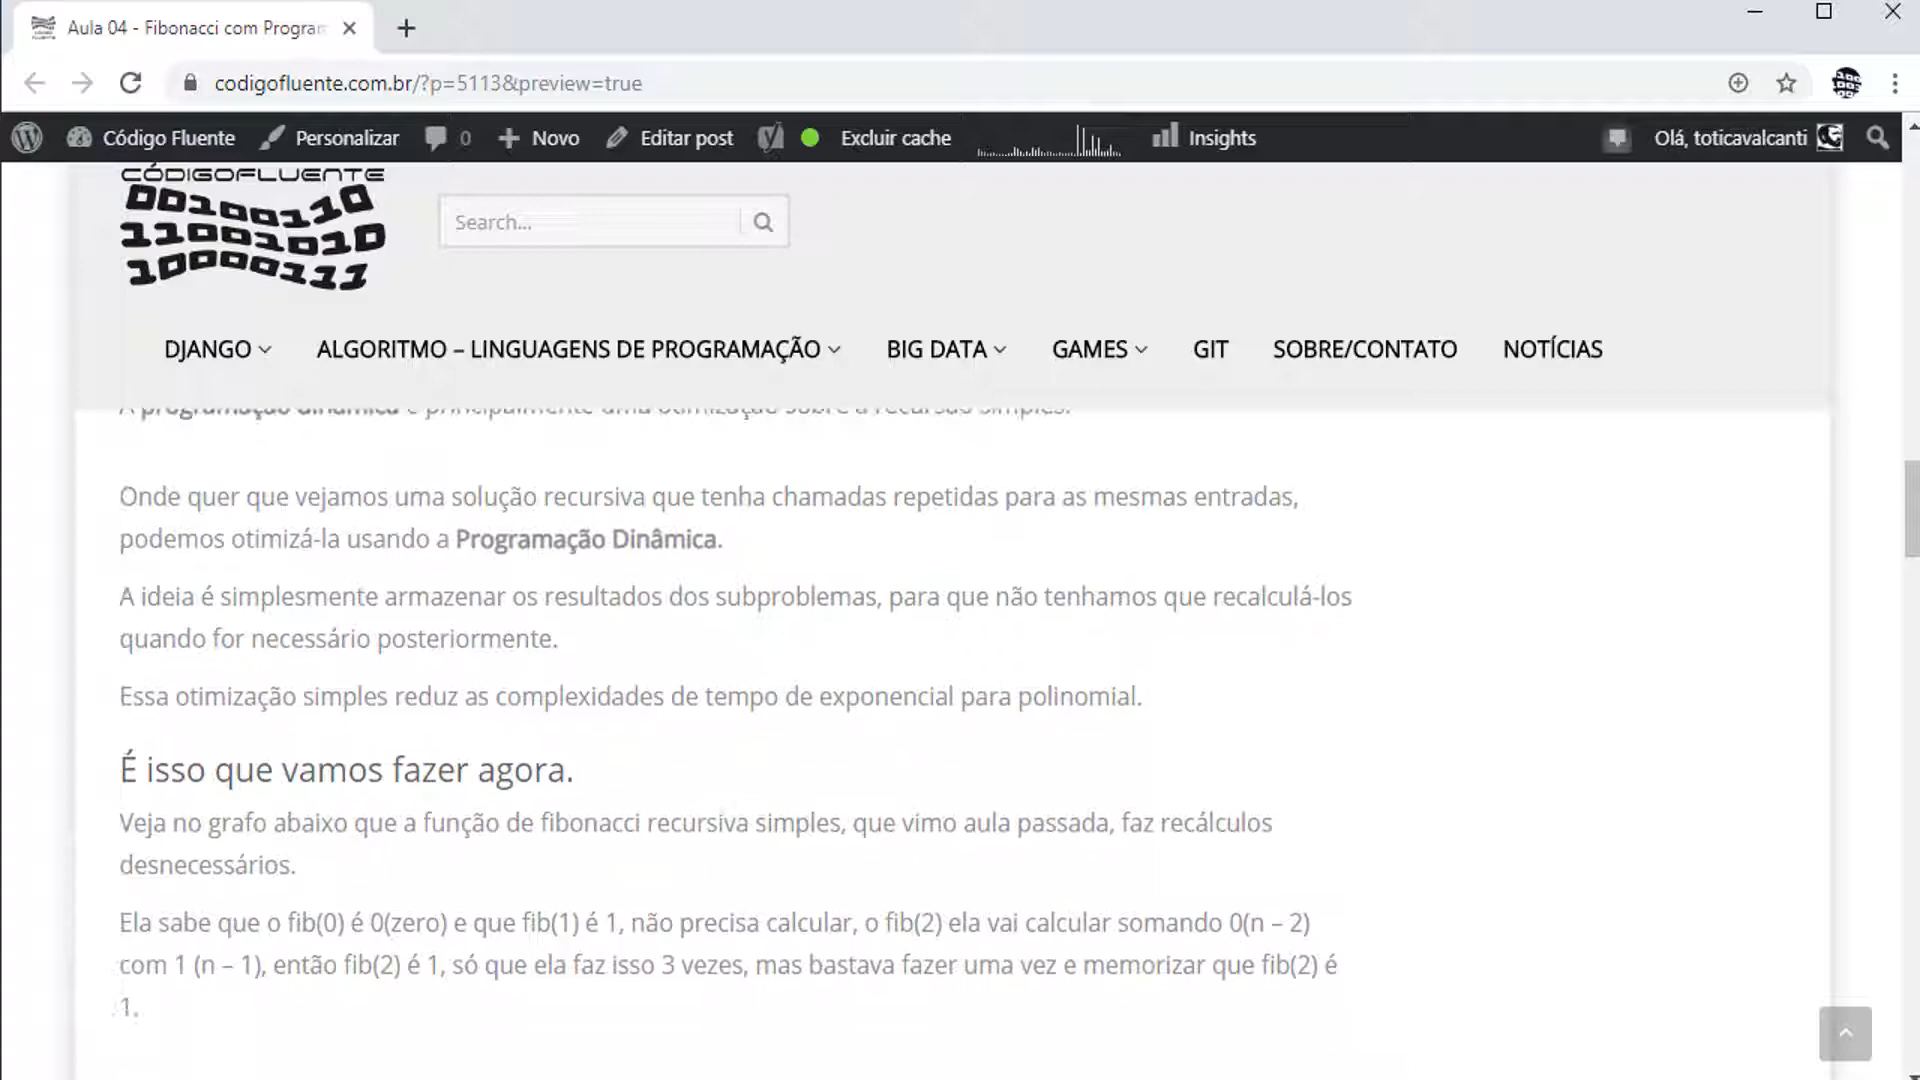 Aula 04 - Fibonacci com Program
codigofluente.com.br/?p=5113&preview=true
Código Fluente
Personalizar
0
Novo
Editar post
Excluir cache
Insights
Olá, toticavalcanti
CÓDIGOFLUENTE
00100110
11001010
10000111
Search...
DJANGO
ALGORITMO – LINGUAGENS DE PROGRAMAÇÃO
BIG DATA
GAMES
GIT
SOBRE/CONTATO
NOTÍCIAS
A programação dinâmica é principalmente uma otimização sobre a recursão simples.
Onde quer que vejamos uma solução recursiva que tenha chamadas repetidas para as mesmas entradas,
podemos otimizá-la usando a Programação Dinâmica.
A ideia é simplesmente armazenar os resultados dos subproblemas, para que não tenhamos que recalculá-los
quando for necessário posteriormente.
Essa otimização simples reduz as complexidades de tempo de exponencial para polinomial.
É isso que vamos fazer agora.
Veja no grafo abaixo que a função de fibonacci recursiva simples, que vimo aula passada, faz recálculos
desnecessários.
Ela sabe que o fib(0) é 0(zero) e que fib(1) é 1, não precisa calcular, o fib(2) ela vai calcular somando 0(n – 2)
com 1 (n – 1), então fib(2) é 1, só que ela faz isso 3 vezes, mas bastava fazer uma vez e memorizar que fib(2) é
1.